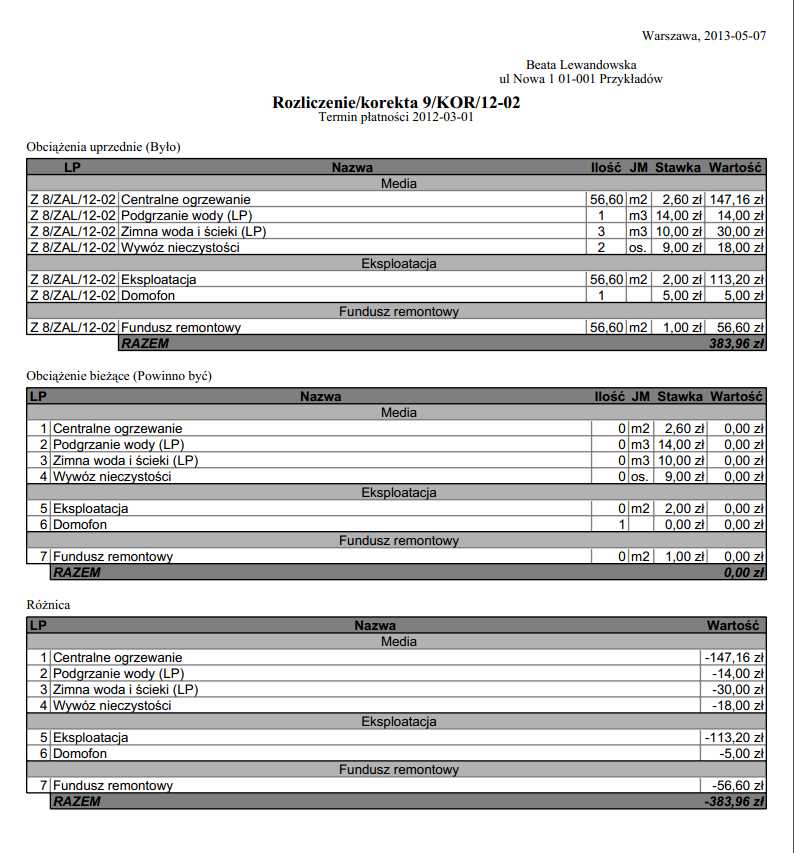 Warszawa, 2013-05-07
Beata Lewandowska
ul Nowa 1 01-001 Przykładów
Rozliczenie/korekta 9/KOR/12-02
Termin płatności 2012-03-01
Obciążenia uprzednie (Było)
LP Nazwa Ilość JM Stawka Wartość
Media
Z 8/ZAL/12-02 Centralne ogrzewanie 56,60 m2 2,60 zł 147,16 zł
Z 8/ZAL/12-02 Podgrzanie wody (LP) 1 m3 14,00 zł 14,00 zł
Z 8/ZAL/12-02 Zimna woda i ścieki (LP) 3 m3 10,00 zł 30,00 zł
Z 8/ZAL/12-02 Wywóz nieczystości 2 os. 9,00 zł 18,00 zł
Eksploatacja
Z 8/ZAL/12-02 Eksploatacja 56,60 m2 2,00 zł 113,20 zł
Z 8/ZAL/12-02 Domofon 1 5,00 zł 5,00 zł
Fundusz remontowy
Z 8/ZAL/12-02 Fundusz remontowy 56,60 m2 1,00 zł 56,60 zł
RAZEM 383,96 zł
Obciążenie bieżące (Powinno być)
LP Nazwa Ilość JM Stawka Wartość
Media
1 Centralne ogrzewanie 0 m2 2,60 zł 0,00 zł
2 Podgrzanie wody (LP) 0 m3 14,00 zł 0,00 zł
3 Zimna woda i ścieki (LP) 0 m3 10,00 zł 0,00 zł
4 Wywóz nieczystości 0 os. 9,00 zł 0,00 zł
Eksploatacja
5 Eksploatacja 0 m2 2,00 zł 0,00 zł
6 Domofon 1 0,00 zł 0,00 zł
Fundusz remontowy
7 Fundusz remontowy 0 m2 1,00 zł 0,00 zł
RAZEM 0,00 zł
Różnica
LP Nazwa Wartość
Media
1 Centralne ogrzewanie -147,16 zł
2 Podgrzanie wody (LP) -14,00 zł
3 Zimna woda i ścieki (LP) -30,00 zł
4 Wywóz nieczystości -18,00 zł
Eksploatacja
5 Eksploatacja -113,20 zł
6 Domofon -5,00 zł
Fundusz remontowy
7 Fundusz remontowy -56,60 zł
RAZEM -383,96 zł